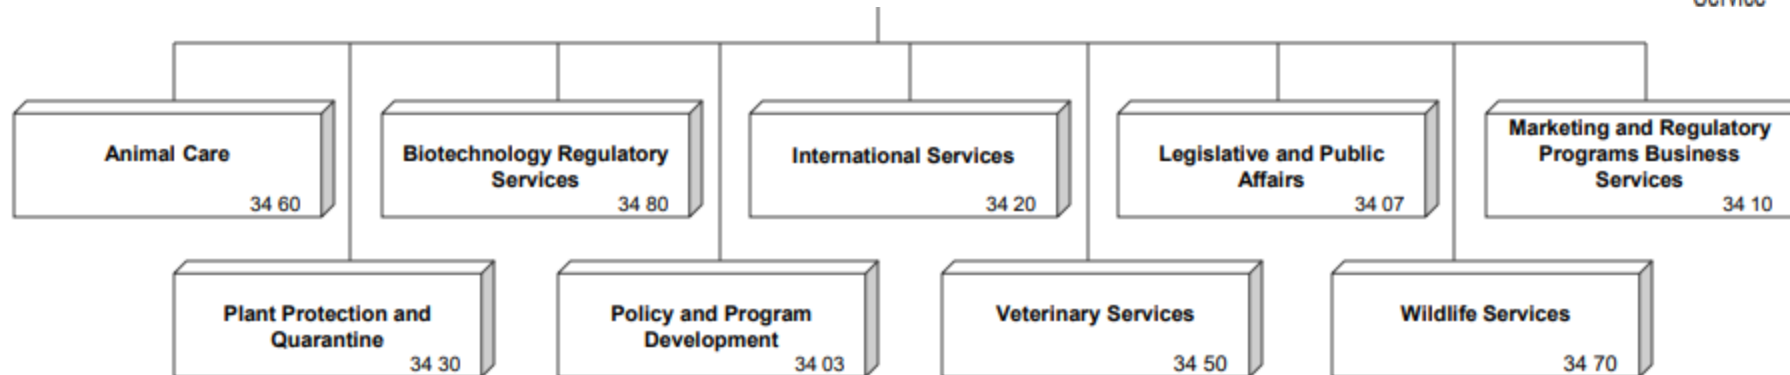 Service
Animal Care
34 60
Biotechnology Regulatory
Services
34 80
International Services
34 20
Legislative and Public
Affairs
34 07
Marketing and Regulatory
Programs Business
Services
34 10
Plant Protection and
Quarantine
34 30
Policy and Program
Development
34 03
Veterinary Services
34 50
Wildlife Services
34 70